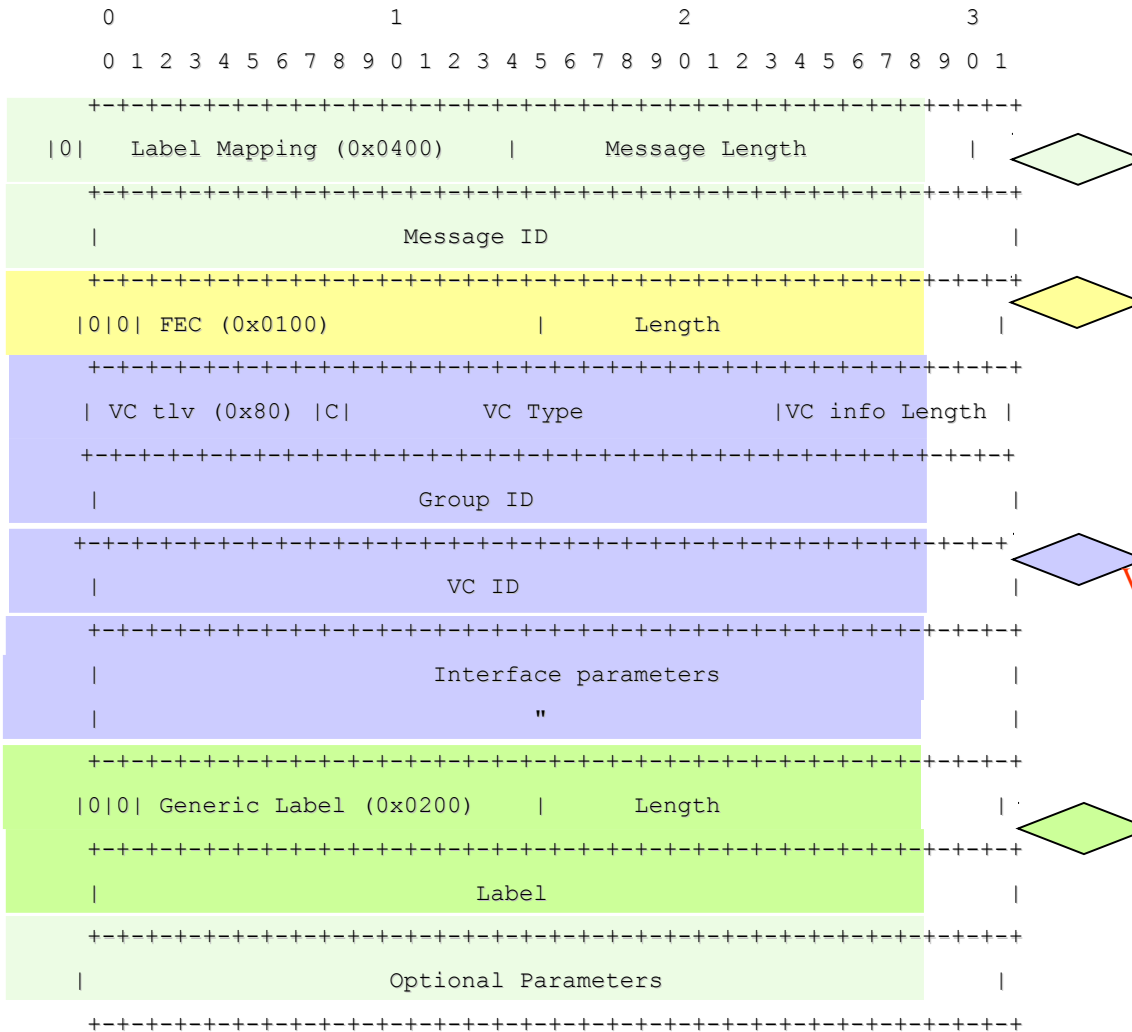 0 1 2 3
0 1 2 3 4 5 6 7 8 9 0 1 2 3 4 5 6 7 8 9 0 1 2 3 4 5 6 7 8 9 0 1
+-+-+-+-+-+-+-+-+-+-+-+-+-+-+-+-+-+-+-+-+-+-+-+-+-+-+-+-+-+-+-+-+
|0| Label Mapping (0x0400) | Message Length |
+-+-+-+-+-+-+-+-+-+-+-+-+-+-+-+-+-+-+-+-+-+-+-+-+-+-+-+-+-+-+-+-+
| Message ID |
+-+-+-+-+-+-+-+-+-+-+-+-+-+-+-+-+-+-+-+-+-+-+-+-+-+-+-+-+-+-+-+-+
|0|0| FEC (0x0100) | Length |
+-+-+-+-+-+-+-+-+-+-+-+-+-+-+-+-+-+-+-+-+-+-+-+-+-+-+-+-+-+-+-+-+
| VC tlv (0x80) |C| VC Type |VC info Length |
+-+-+-+-+-+-+-+-+-+-+-+-+-+-+-+-+-+-+-+-+-+-+-+-+-+-+-+-+-+-+-+-+
| Group ID |
+-+-+-+-+-+-+-+-+-+-+-+-+-+-+-+-+-+-+-+-+-+-+-+-+-+-+-+-+-+-+-+-+
| VC ID |
+-+-+-+-+-+-+-+-+-+-+-+-+-+-+-+-+-+-+-+-+-+-+-+-+-+-+-+-+-+-+-+-+
| Interface parameters |
| " |
+-+-+-+-+-+-+-+-+-+-+-+-+-+-+-+-+-+-+-+-+-+-+-+-+-+-+-+-+-+-+-+-+
|0|0| Generic Label (0x0200) | Length |
+-+-+-+-+-+-+-+-+-+-+-+-+-+-+-+-+-+-+-+-+-+-+-+-+-+-+-+-+-+-+-+-+
| Label |
+-+-+-+-+-+-+-+-+-+-+-+-+-+-+-+-+-+-+-+-+-+-+-+-+-+-+-+-+-+-+-+-+
| Optional Parameters |
+-+-+-+-+-+-+-+-+-+-+-+-+-+-+-+-+-+-+-+-+-+-+-+-+-+-+-+-+-+-+-+-+